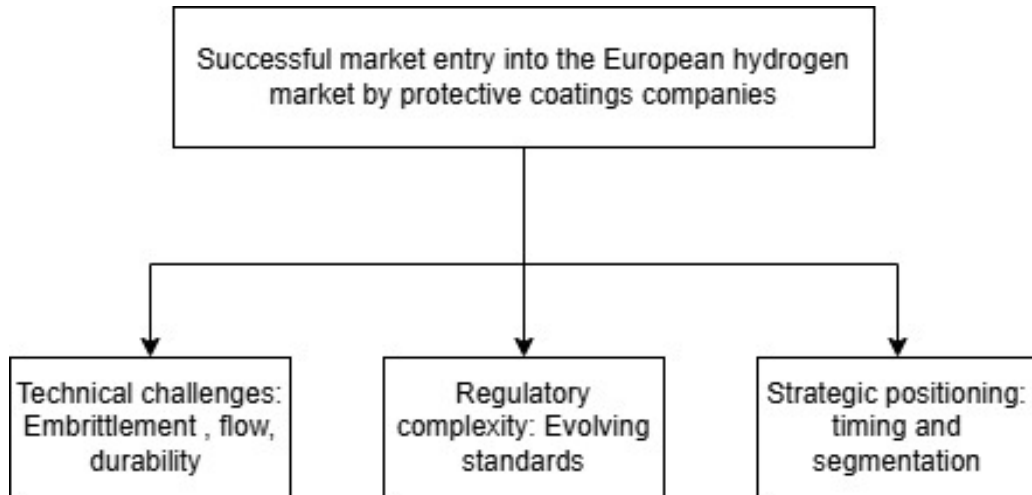 Successful market entry into the European hydrogen
market by protective coatings companies
Technical challenges:
Embrittlement , flow,
durability
Regulatory
complexity: Evolving
standards
Strategic positioning:
timing and
segmentation